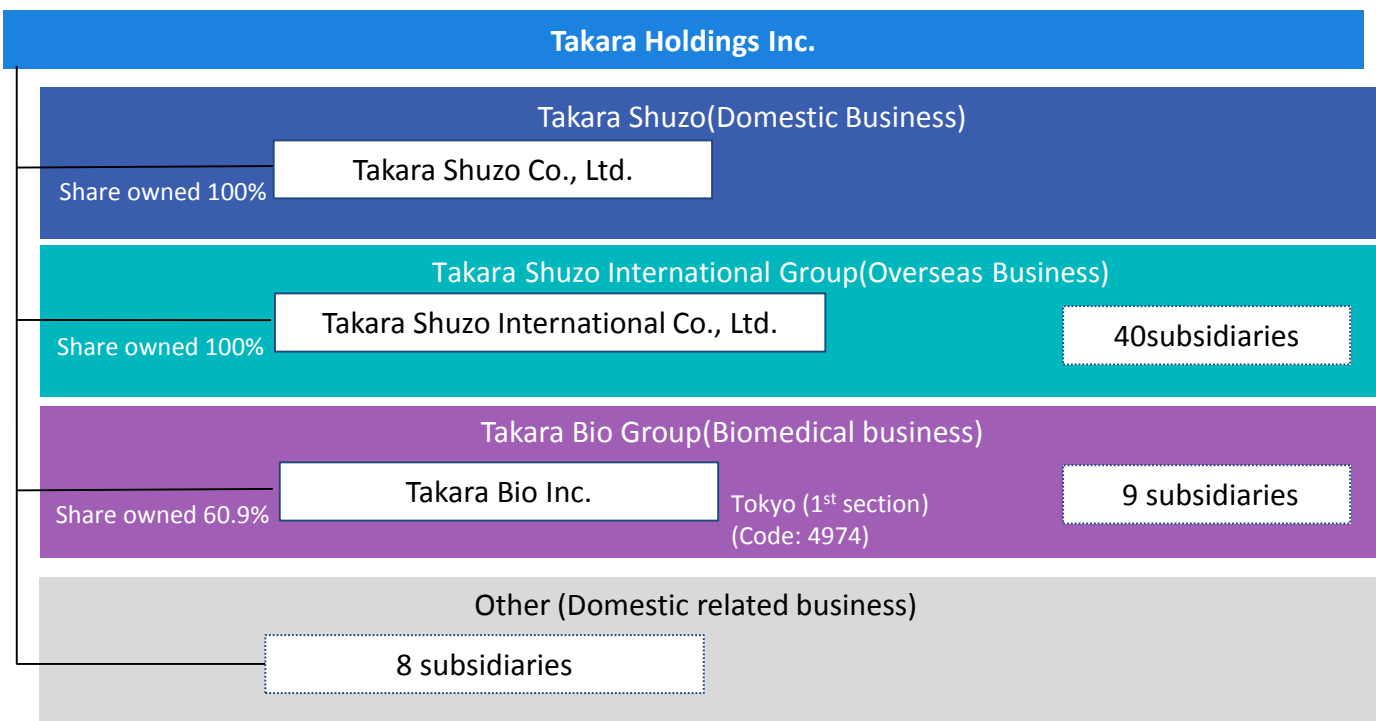 Takara Holdings Inc.
Takara Shuzo(Domestic Business)
Takara Shuzo Co., Ltd.
Share owned 100%
Takara Shuzo International Group(Overseas Business)
Takara Shuzo International Co., Ltd.
40subsidiaries
Share owned 100%
Takara Bio Group(Biomedical business)
Takara Bio Inc.
9 subsidiaries
Share owned 60.9%
Tokyo (1st section)
(Code: 4974)
Other (Domestic related business)
8 subsidiaries